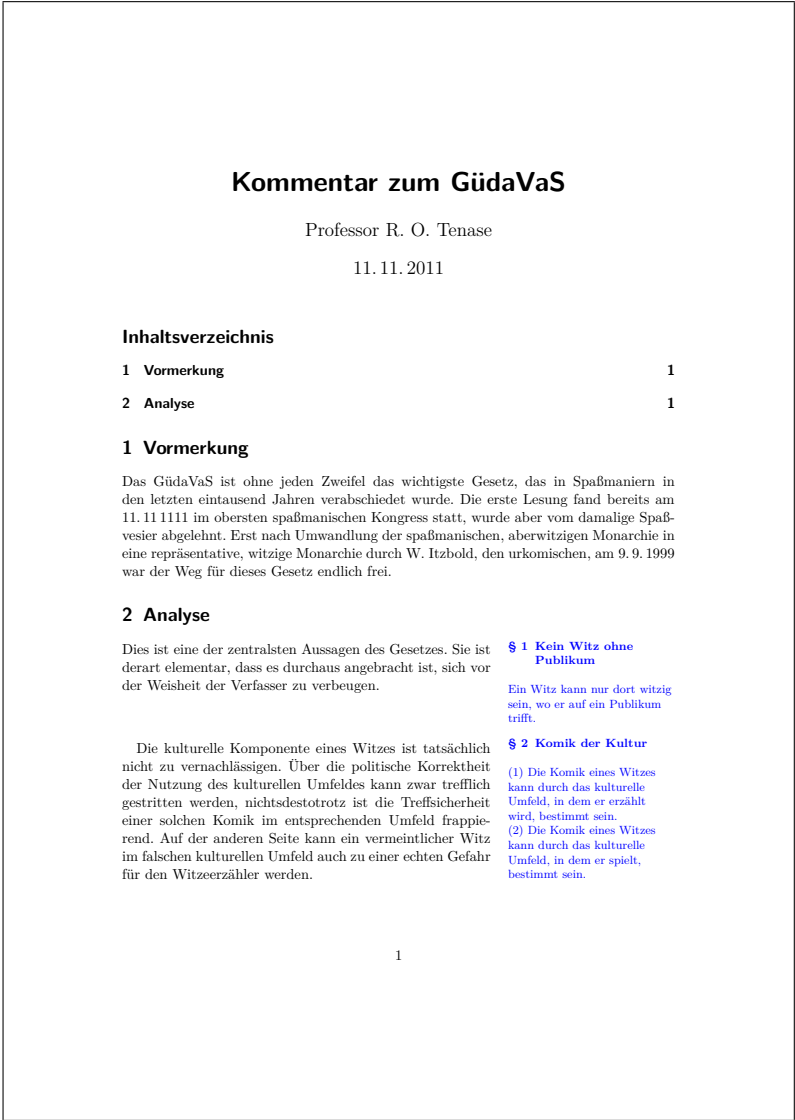 Kommentar zum GüdaVaS
Professor R. O. Tenase
11. 11. 2011
Inhaltsverzeichnis
1 Vormerkung 1
2 Analyse 1
1 Vormerkung
Das GüdaVaS ist ohne jeden Zweifel das wichtigste Gesetz, das in Spaßmaniern in
den letzten eintausend Jahren verabschiedet wurde. Die erste Lesung fand bereits am
11. 11 1111 im obersten spaßmanischen Kongress statt, wurde aber vom damalige Spaß-
vesier abgelehnt. Erst nach Umwandlung der spaßmanischen, aberwitzigen Monarchie in
eine repräsentative, witzige Monarchie durch W. Itzbold, den urkomischen, am 9. 9. 1999
war der Weg für dieses Gesetz endlich frei.
2 Analyse
Dies ist eine der zentralsten Aussagen des Gesetzes. Sie ist
derart elementar, dass es durchaus angebracht ist, sich vor
der Weisheit der Verfasser zu verbeugen.
§ 1 Kein Witz ohne
Publikum
Ein Witz kann nur dort witzig
sein, wo er auf ein Publikum
trifft.
Die kulturelle Komponente eines Witzes ist tatsächlich
nicht zu vernachlässigen. Über die politische Korrektheit
der Nutzung des kulturellen Umfeldes kann zwar trefflich
gestritten werden, nichtsdestotrotz ist die Treffsicherheit
einer solchen Komik im entsprechenden Umfeld frappie-
rend. Auf der anderen Seite kann ein vermeintlicher Witz
im falschen kulturellen Umfeld auch zu einer echten Gefahr
für den Witzeerzähler werden.
§ 2 Komik der Kultur
(1) Die Komik eines Witzes
kann durch das kulturelle
Umfeld, in dem er erzählt
wird, bestimmt sein.
(2) Die Komik eines Witzes
kann durch das kulturelle
Umfeld, in dem er spielt,
bestimmt sein.
1